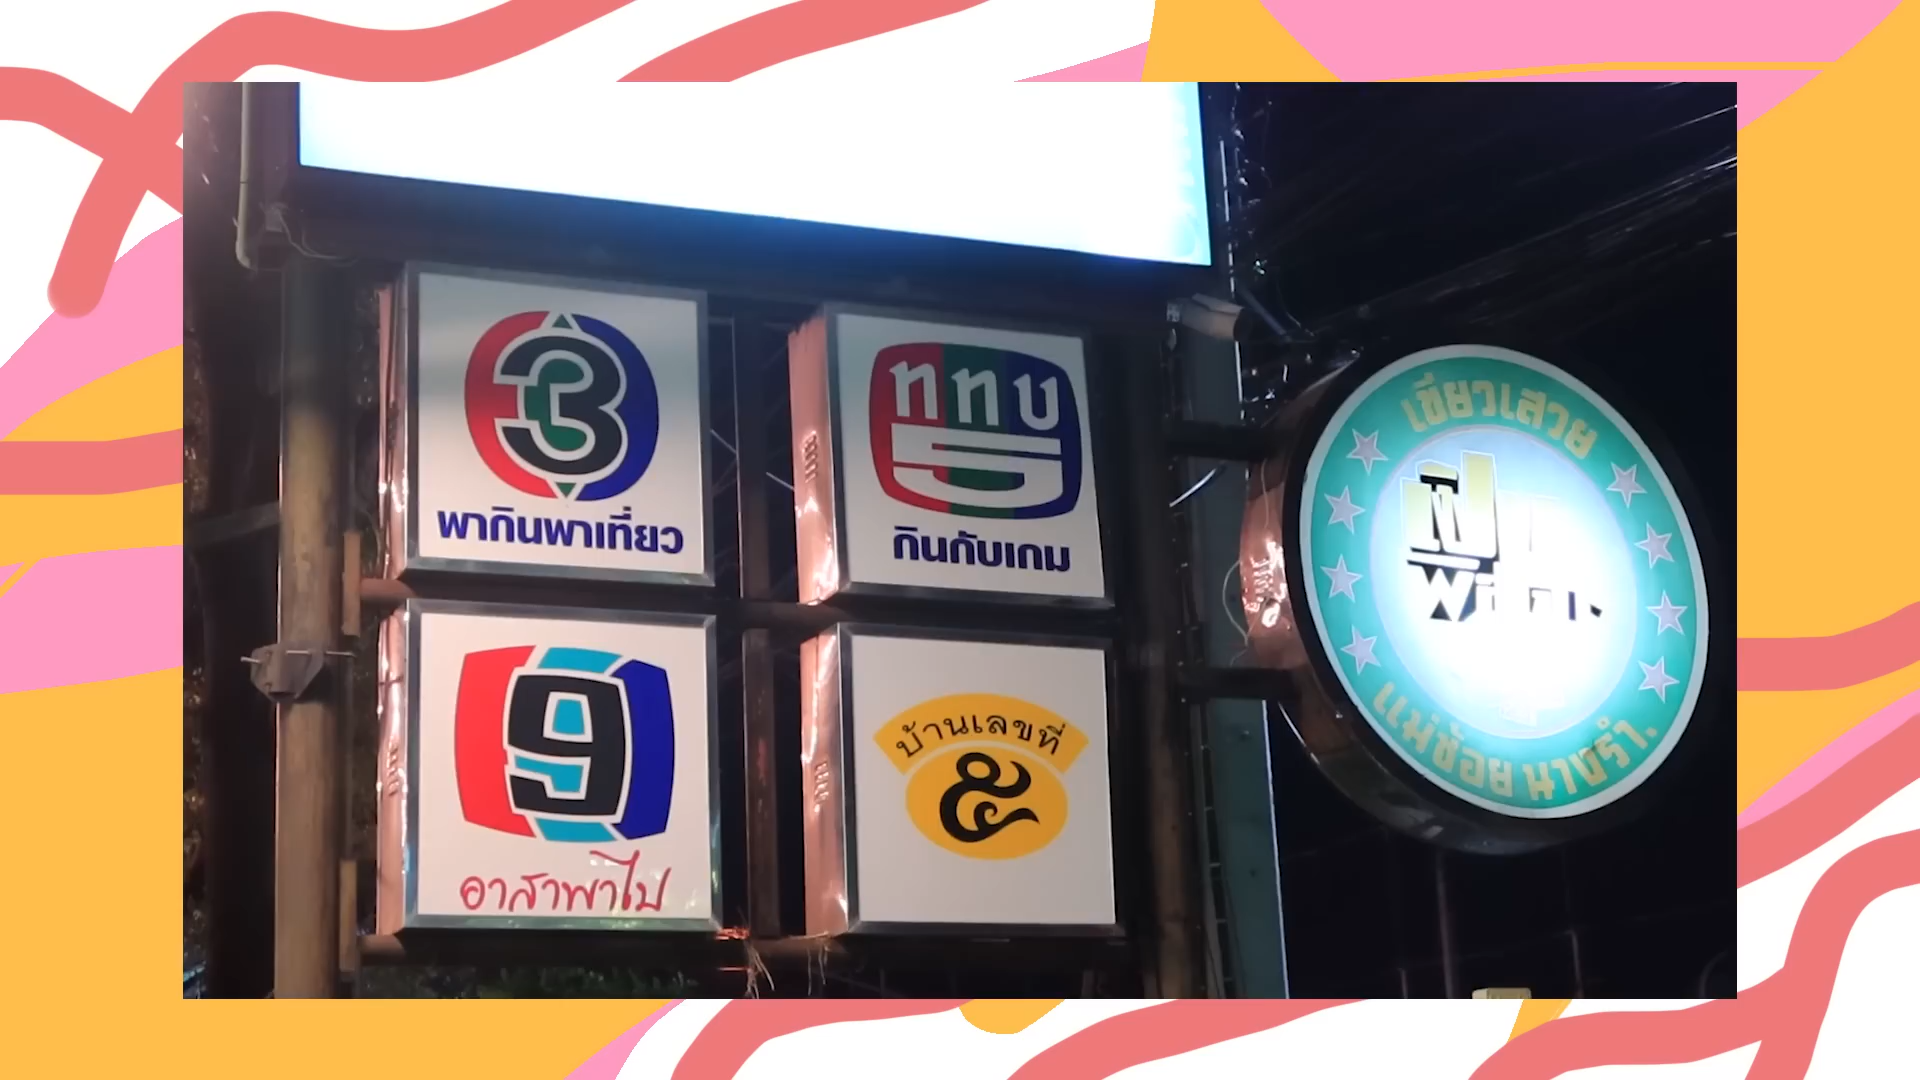 3
พากินพาเที่ยว
ททบ
5
กินกับเกม
9
อาสาพาไป
บ้านเลขที่
๕
เขียวเสวย
แม่ช้อย นางรำ.